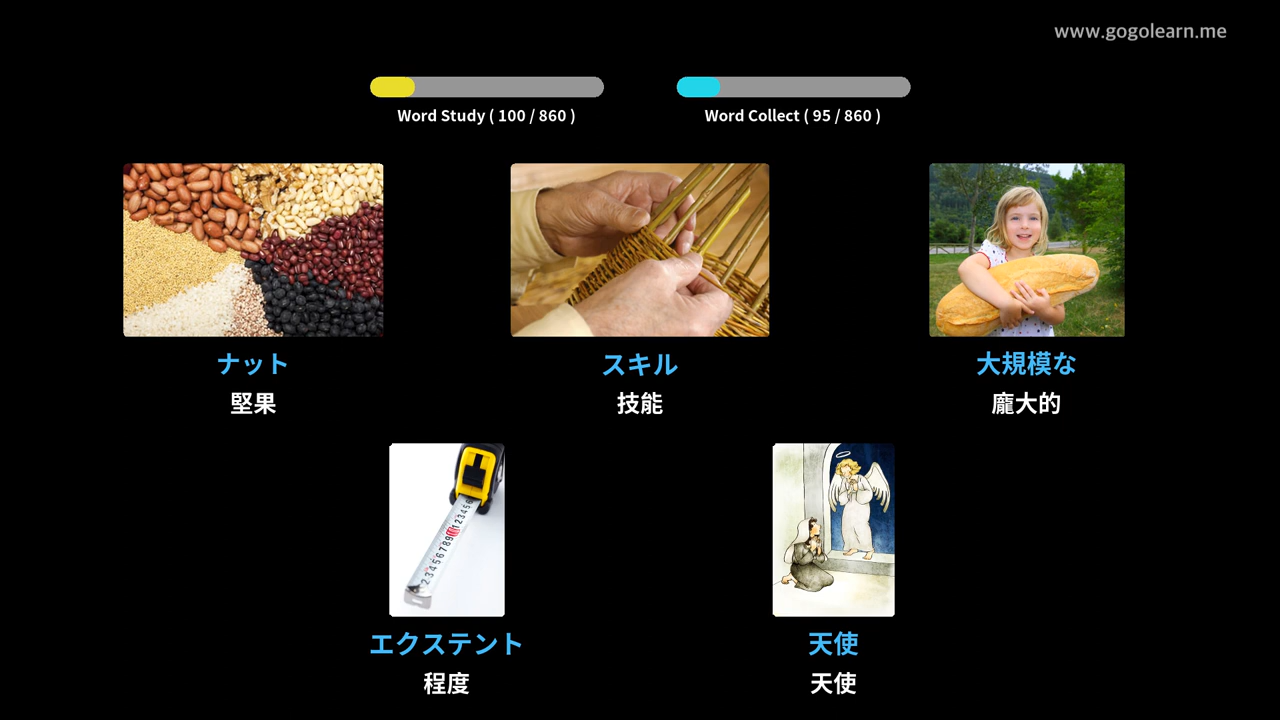 www.gogolearn.me
Word Study ( 100 / 860 )
Word Collect ( 95 / 860 )
ナット
堅果
スキル
技能
大規模な
龐大的
エクステント
程度
天使
天使